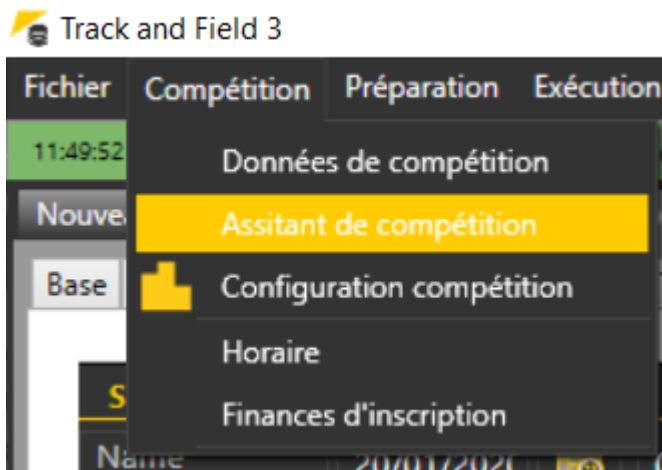 Track and Field 3
Fichier Compétition Préparation Exécution
11:49:52
Données de compétition
Assitant de compétition
Base
Configuration compétition
Horaire
Finances d'inscription
Name